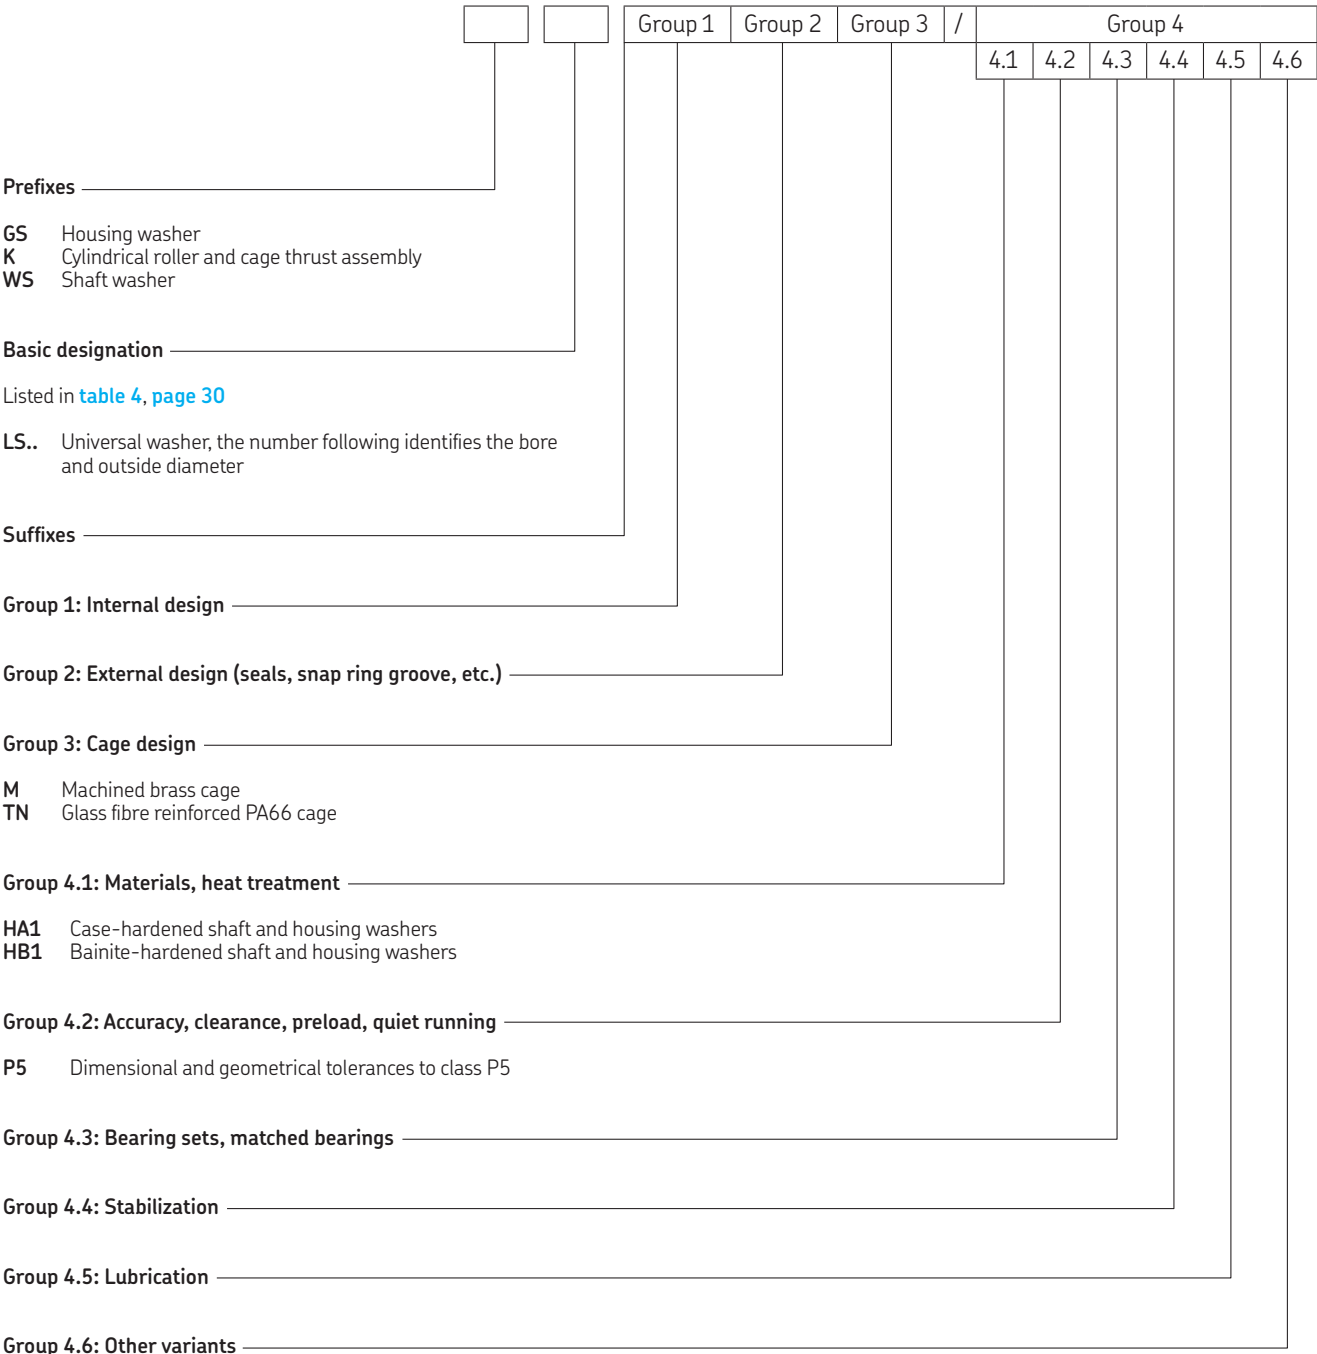 Group 1 Group 2 Group 3 / Group 4
4.1 4.2 4.3 4.4 4.5 4.6
Prefixes
GS Housing washer
K Cylindrical roller and cage thrust assembly
WS Shaft washer
Basic designation
Listed in table 4, page 30
LS.. Universal washer, the number following identifies the bore
and outside diameter
Suffixes
Group 1: Internal design
Group 2: External design (seals, snap ring groove, etc.)
Group 3: Cage design
M Machined brass cage
TN Glass fibre reinforced PA66 cage
Group 4.1: Materials, heat treatment
HA1 Case-hardened shaft and housing washers
HB1 Bainite-hardened shaft and housing washers
Group 4.2: Accuracy, clearance, preload, quiet running
P5 Dimensional and geometrical tolerances to class P5
Group 4.3: Bearing sets, matched bearings
Group 4.4: Stabilization
Group 4.5: Lubrication
Group 4.6: Other variants